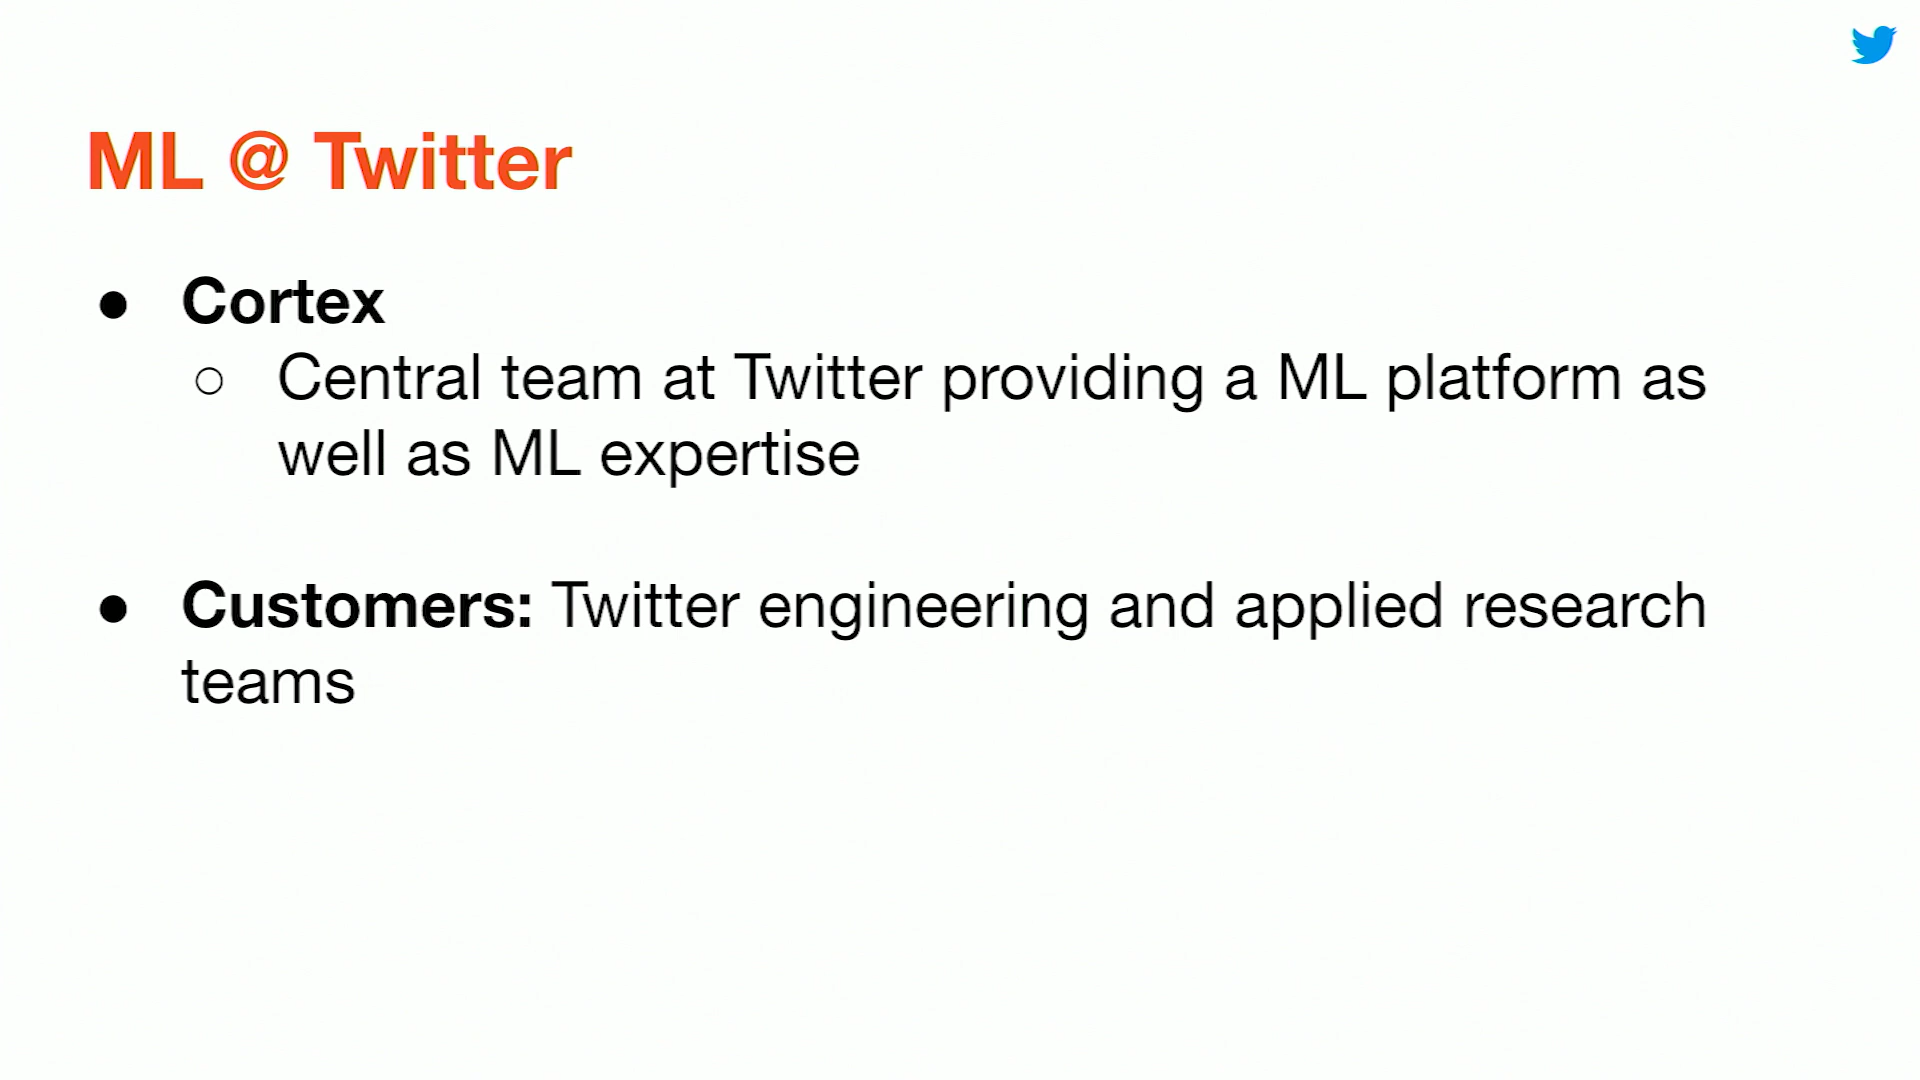 ML @ Twitter
● Cortex
○ Central team at Twitter providing a ML platform as
well as ML expertise
● Customers: Twitter engineering and applied research
teams